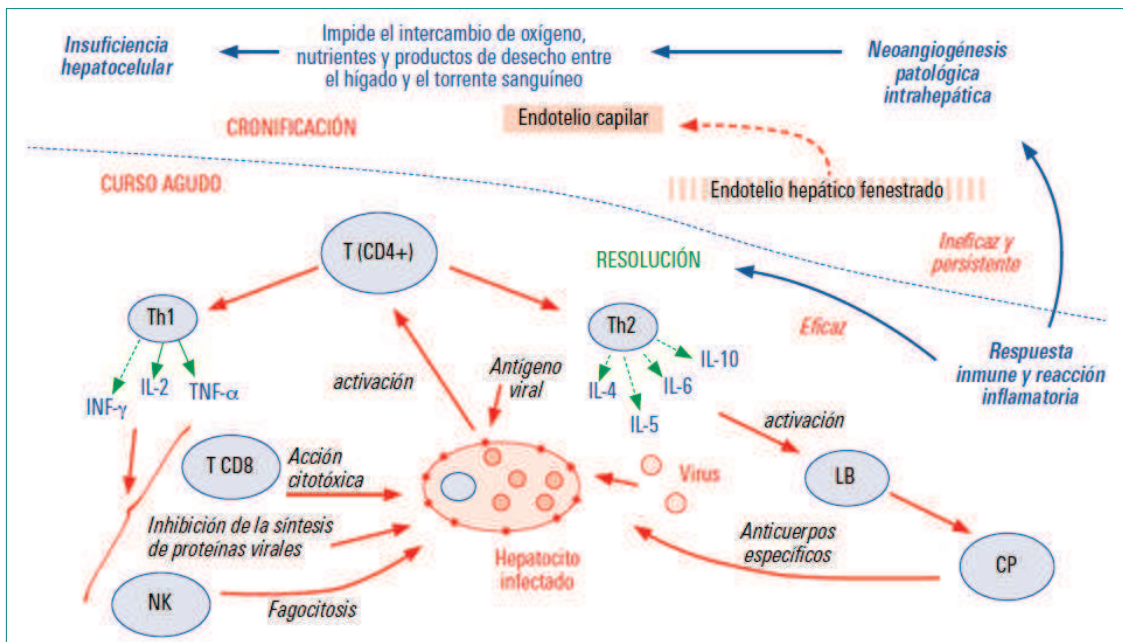 Insuficiencia
hepatocelular
Impide el intercambio de oxígeno,
nutrientes y productos de desecho entre
el hígado y el torrente sanguíneo
Neoangiogénesis
patológica
intrahepática
CRONIFICACIÓN
Endotelio capilar
CURSO AGUDO
Endotelio hepático fenestrado
T (CD4+)
RESOLUCIÓN
Ineficaz y
persistente
Th1
Th2
Eficaz
INF-γ
IL-2
TNF-α
activación
Antígeno
viral
IL-4
IL-5
IL-6
IL-10
Respuesta
inmune y reacción
inflamatoria
activación
T CD8
Acción
citotóxica
Virus
LB
Inhibición de la síntesis
de proteínas virales
Hepatocito
infectado
Anticuerpos
específicos
CP
NK
Fagocitosis